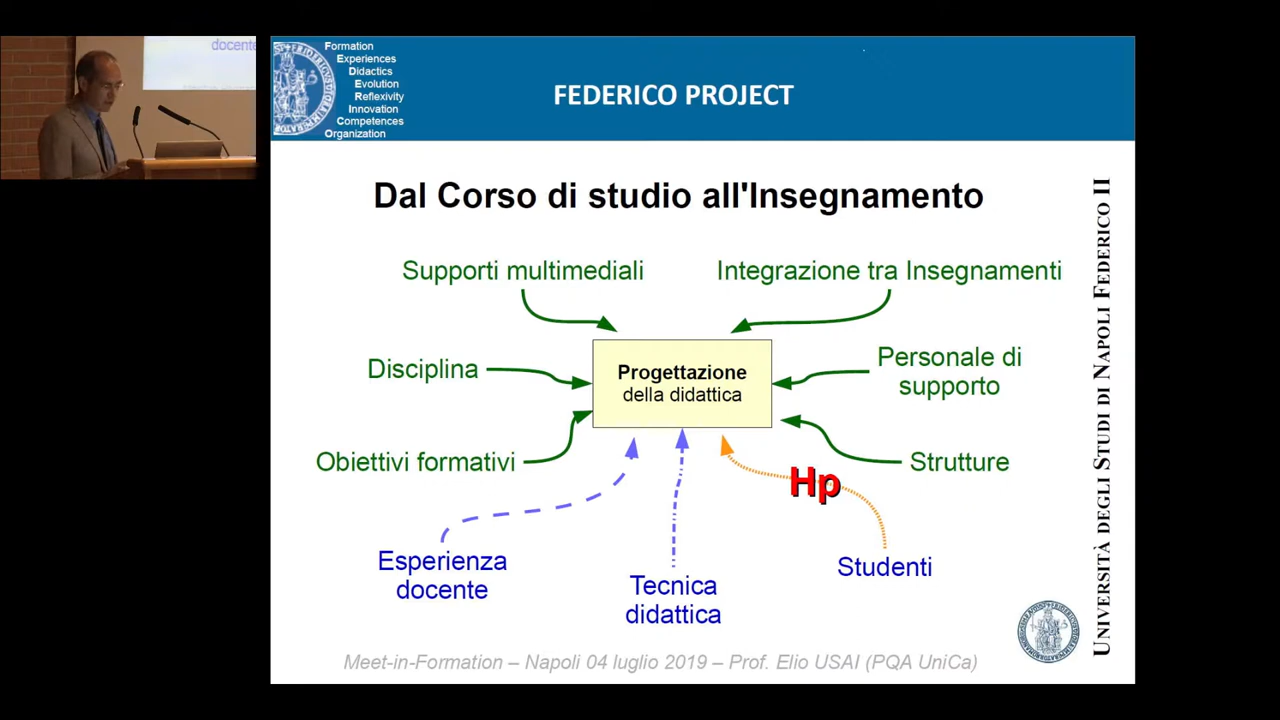 docente
Formation
Experiences
Didactics
Evolution
Reflexivity
Innovation
Competences
Organization
FEDERICO PROJECT
Dal Corso di studio all'Insegnamento
Supporti multimediali
Integrazione tra Insegnamenti
Disciplina
Progettazione
della didattica
Personale di
supporto
Obiettivi formativi
Hp
Strutture
Esperienza
docente
Tecnica
didattica
Studenti
UNIVERSITÀ DEGLI STUDI DI NAPOLI FEDERICO II
Meet-in-Formation – Napoli 04 luglio 2019 – Prof. Elio USAI (PQA UniCa)